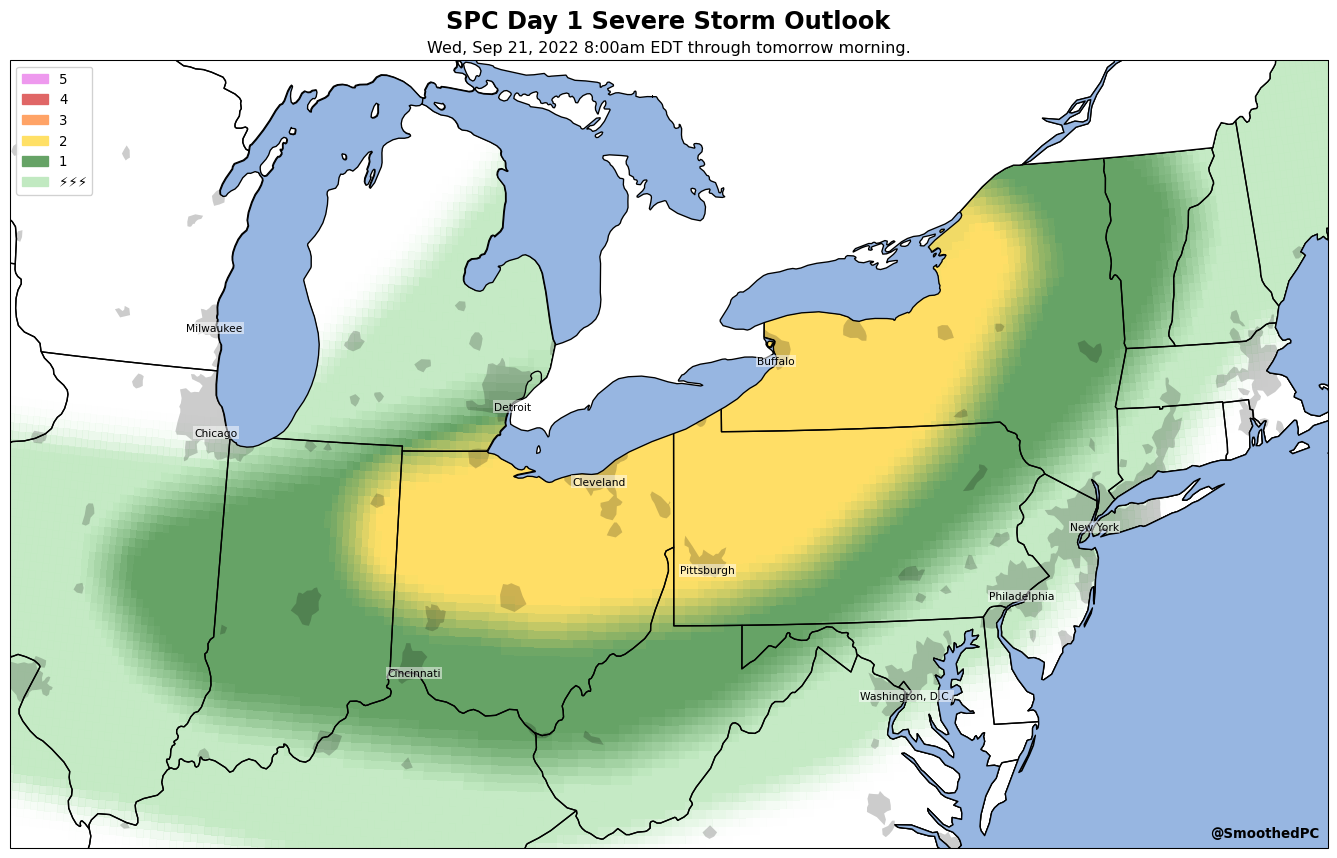 SPC Day 1 Severe Storm Outlook
Wed, Sep 21, 2022 8:00am EDT through tomorrow morning.
5
4
3
2
1
⚡⚡⚡
Milwaukee
Buffalo
Detroit
Chicago
Cleveland
New York
Pittsburgh
Philadelphia
Cincinnati
Washington, D.C.
@SmoothedPC